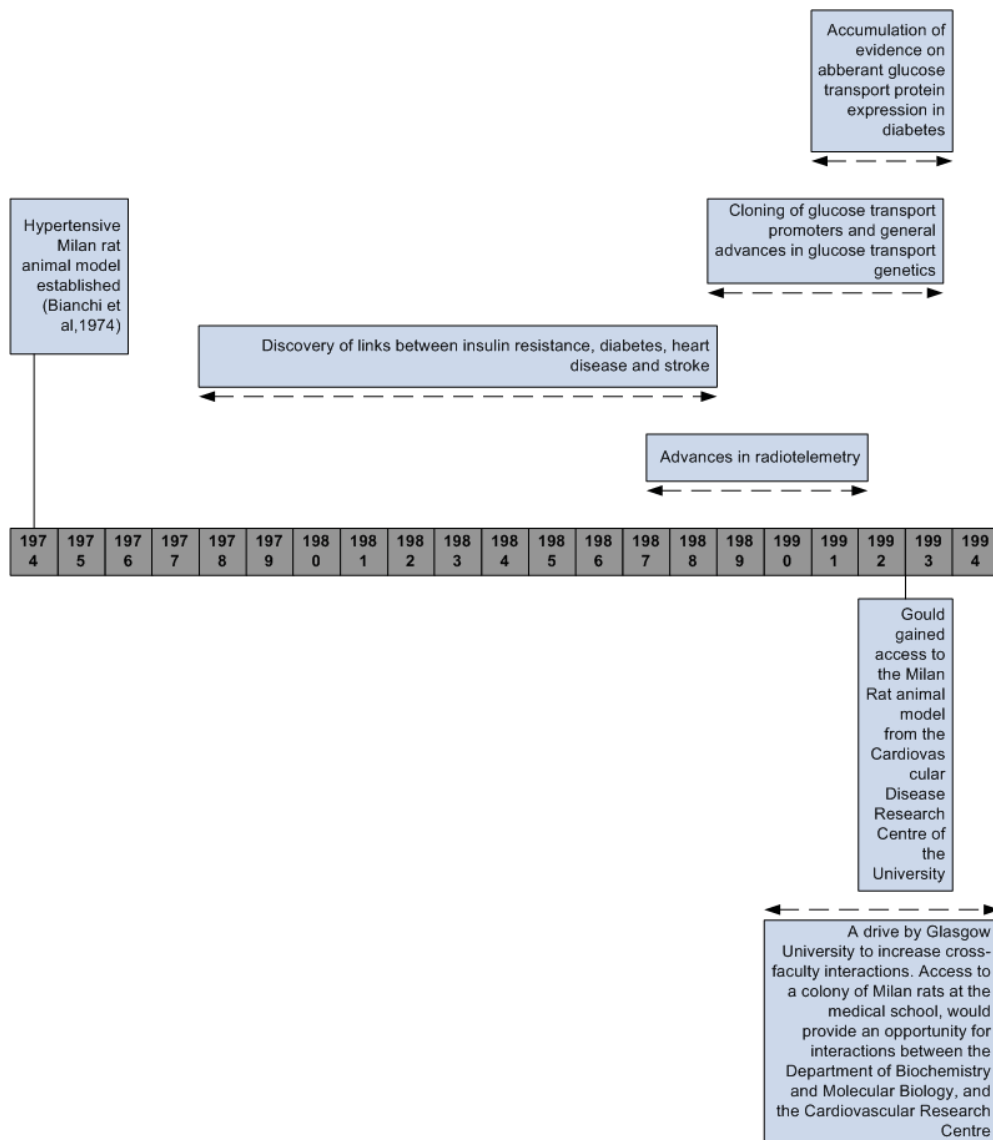 Accumulation of
evidence on
abberant glucose
transport protein
expression in
diabetes
Hypertensive
Milan rat
animal model
established
(Bianchi et
al,1974)
Cloning of glucose transport
promoters and general
advances in glucose transport
genetics
Discovery of links between insulin resistance, diabetes, heart
disease and stroke
Advances in radiotelemetry
197 197 197 197 197 197 198 198 198 198 198 198 198 198 198 198 199 199 199 199 199
4 5 6 7 8 9 0 1 2 3 4 5 6 7 8 9 0 1 2 3 4
Gould
gained
access to
the Milan
Rat animal
model
from the
Cardiovas
cular
Disease
Research
Centre of
the
University
A drive by Glasgow
University to increase cross-
faculty interactions. Access to
a colony of Milan rats at the
medical school, would
provide an opportunity for
interactions between the
Department of Biochemistry
and Molecular Biology, and
the Cardiovascular Research
Centre